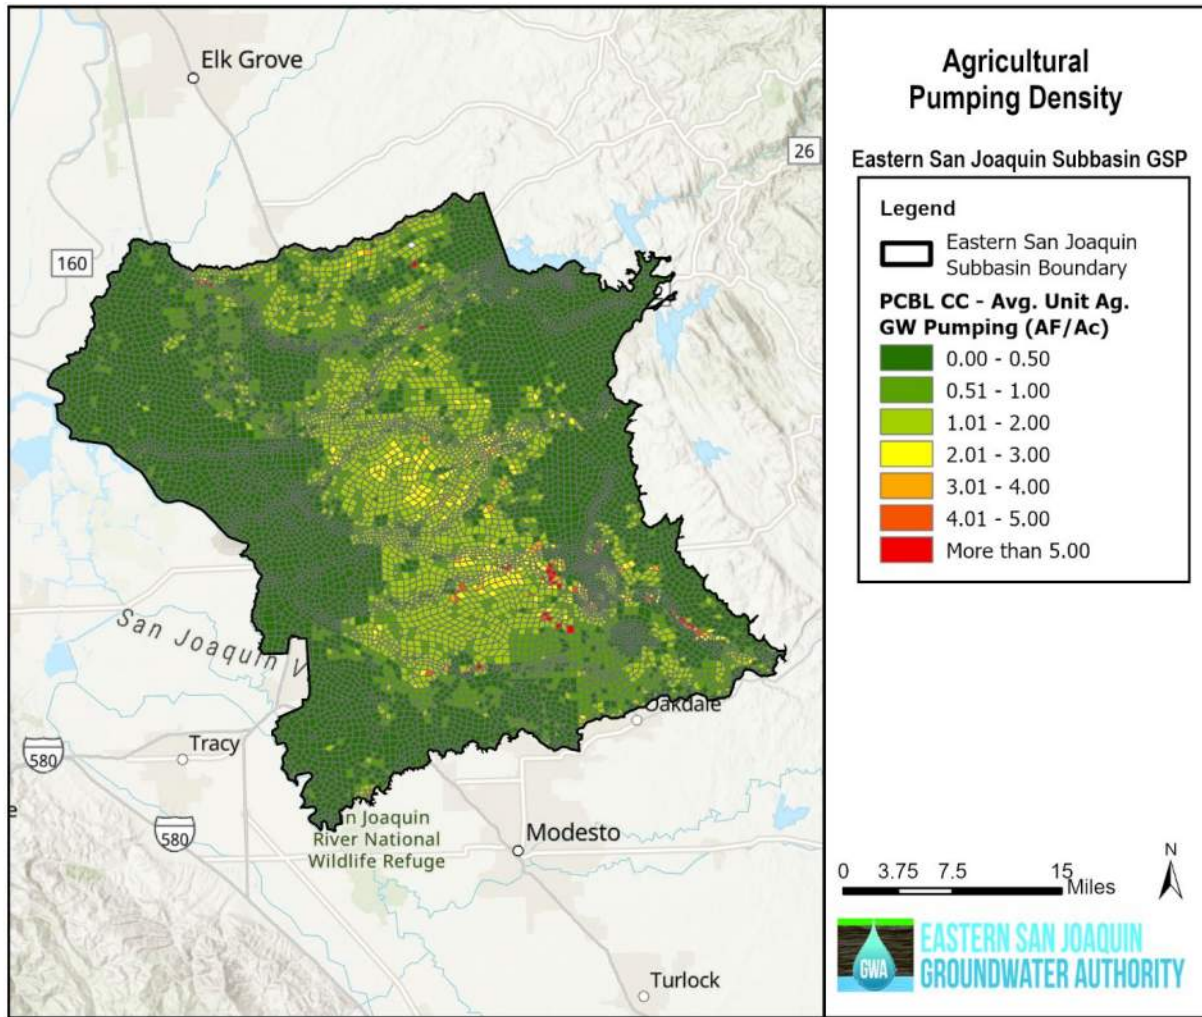 Elk Grove
26
160
San Joaquin V
Oakdale
Tracy
580
e
580
n Joaquin
River National
Wildlife Refuge
Modesto
Turlock
Agricultural
Pumping Density
Eastern San Joaquin Subbasin GSP
Legend
Eastern San Joaquin
Subbasin Boundary
PCBL CC - Avg. Unit Ag.
GW Pumping (AF/Ac)
0.00 - 0.50
0.51 - 1.00
1.01 - 2.00
2.01 - 3.00
3.01 - 4.00
4.01 - 5.00
More than 5.00
0 3.75 7.5 15
Miles
N
GWA
EASTERN SAN JOAQUIN
GROUNDWATER AUTHORITY